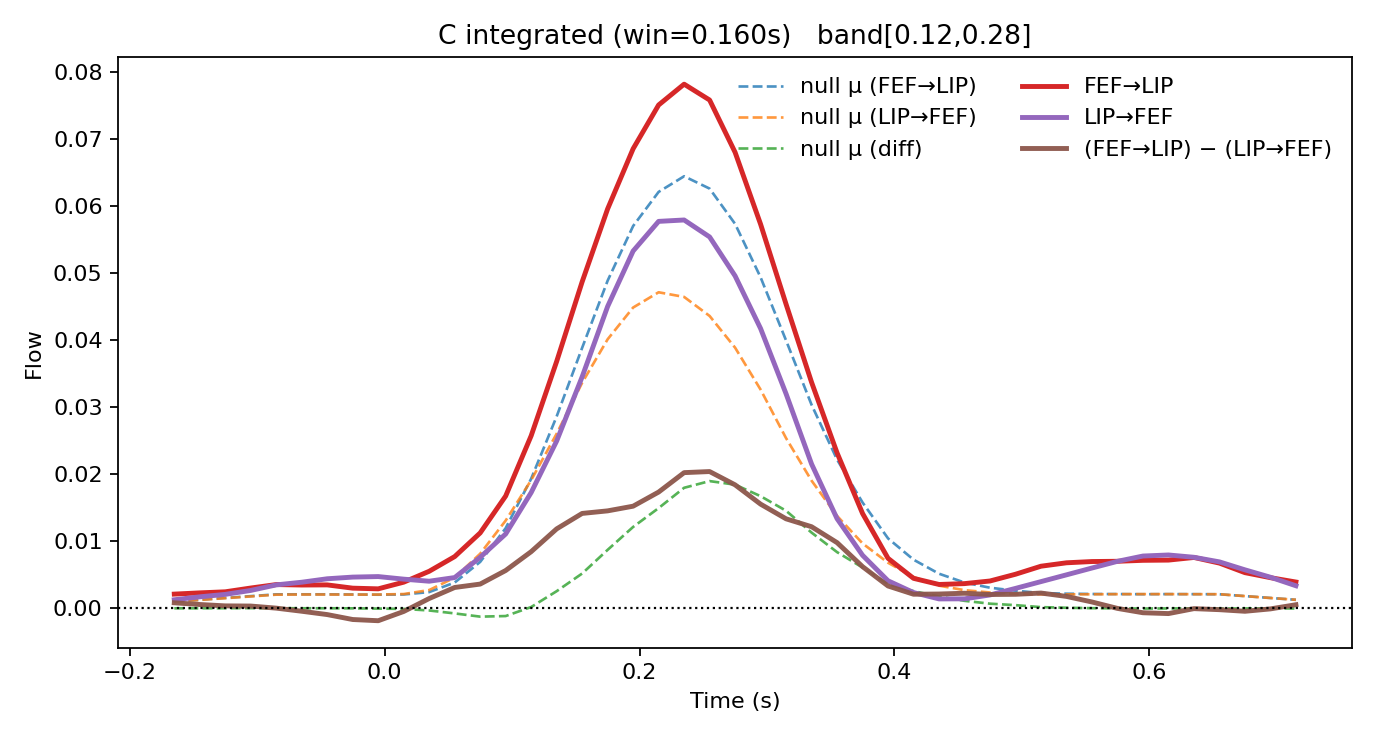 C integrated (win=0.160s)   band[0.12,0.28]
null μ (FEF→LIP)
null μ (LIP→FEF)
null μ (diff)
FEF→LIP
LIP→FEF
(FEF→LIP) − (LIP→FEF)
Flow
0.08
0.07
0.06
0.05
0.04
0.03
0.02
0.01
0.00
−0.2
0.0
0.2
0.4
0.6
Time (s)